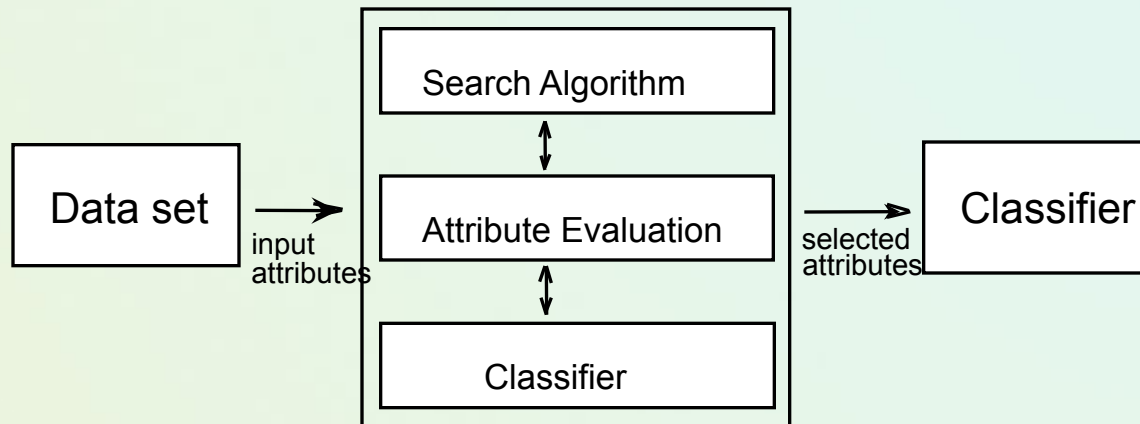 Search Algorithm
Data set
input
attributes
Attribute Evaluation
selected
attributes
Classifier
Classifier